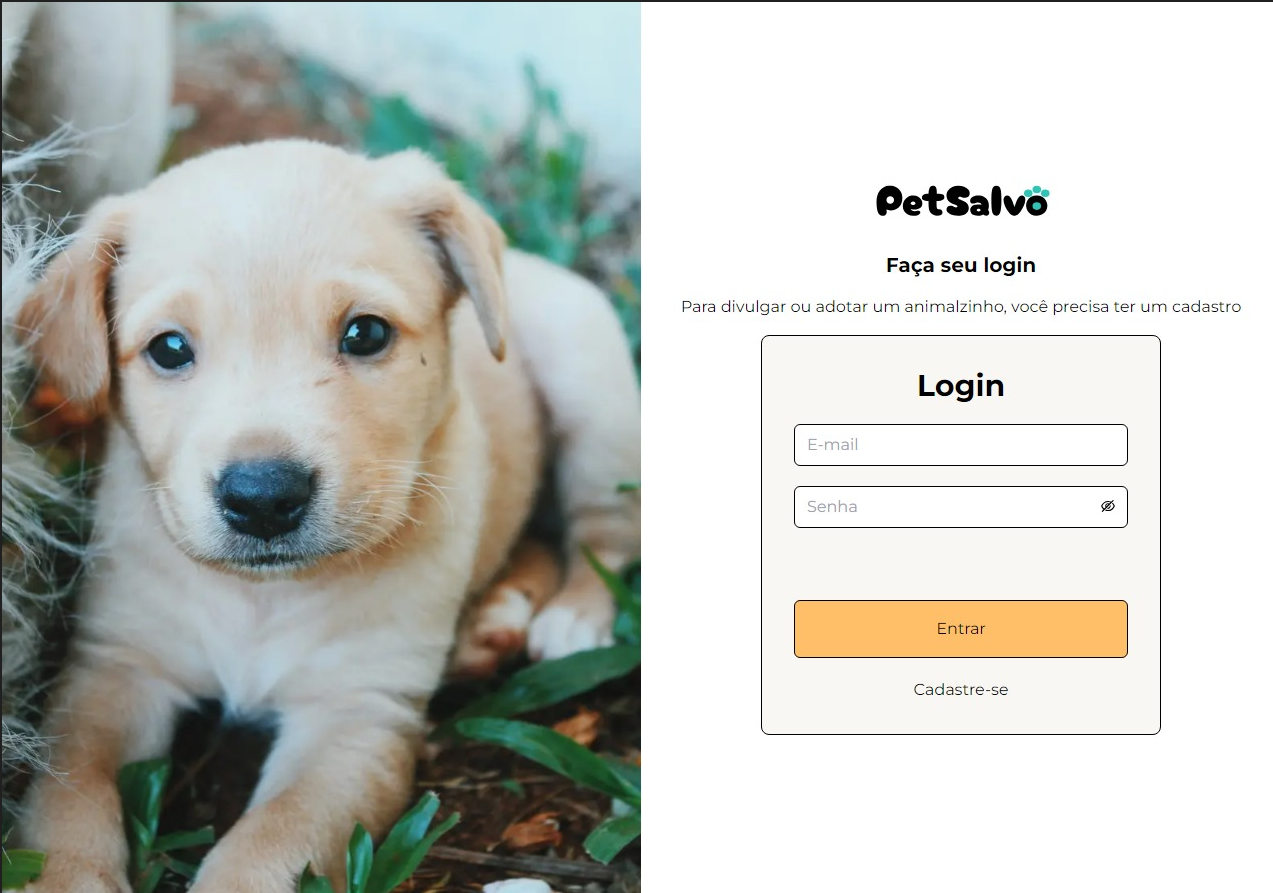 PetSalvo
Faça seu login
Para divulgar ou adotar um animalzinho, você precisa ter um cadastro
Login
E-mail
Senha
Entrar
Cadastre-se